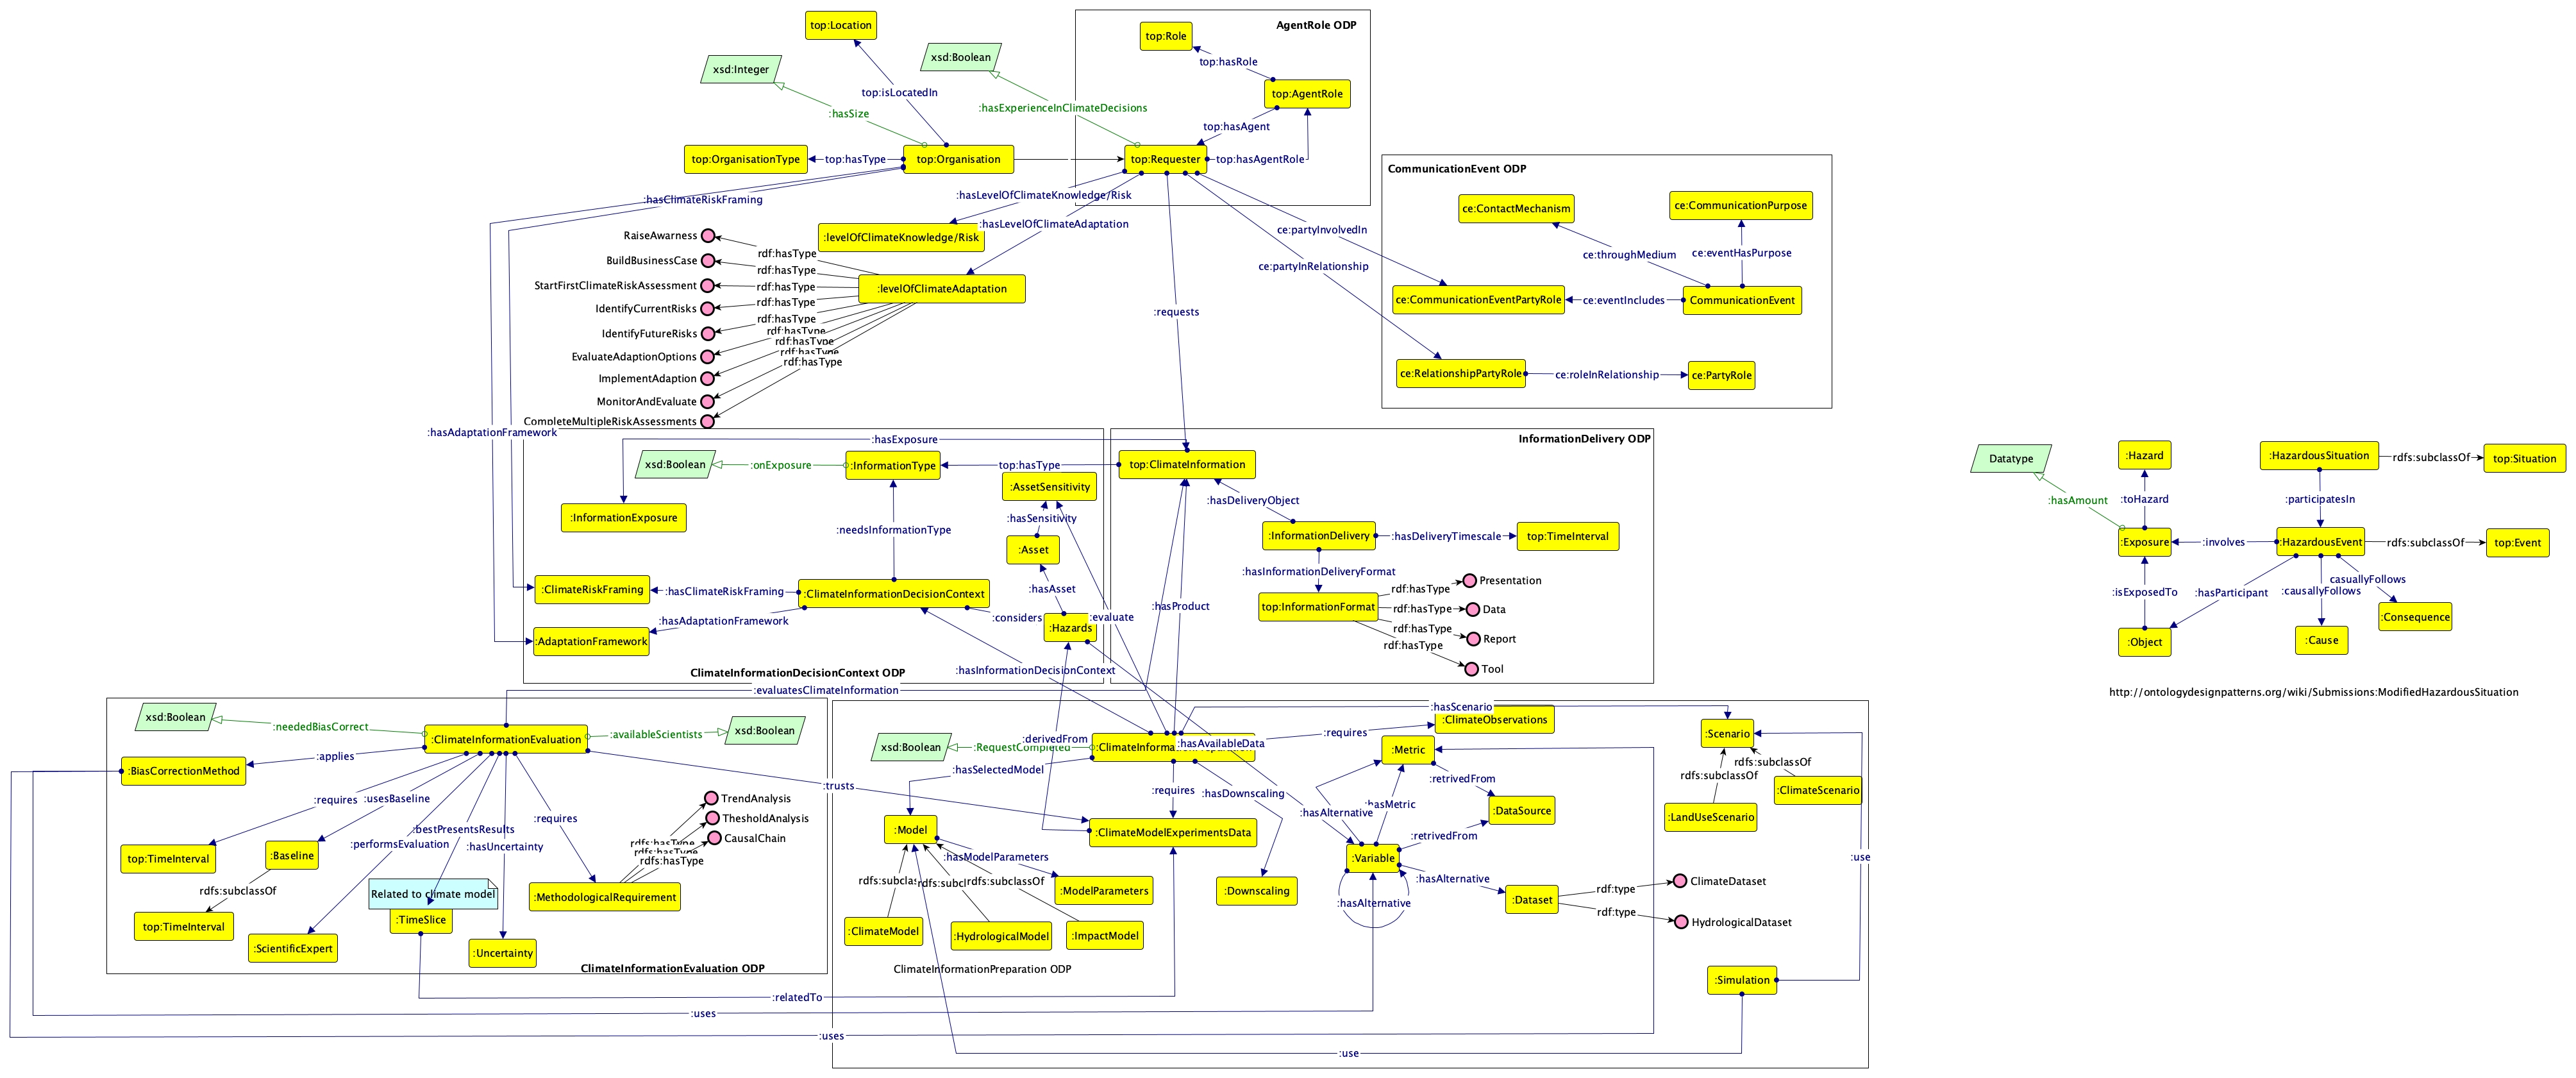 top:Location
AgentRole ODP
top:Role
xsd:Integer
xsd:Boolean
top:hasRole
top:isLocatedIn
top:AgentRole
:hasExperienceInClimateDecisions
:hasSize
top:hasAgent
top:OrganisationType
top:hasType
top:Organisation
top:Requester
top:hasAgentRole
CommunicationEvent ODP
:hasClimateRiskFraming
:hasLevelOfClimateKnowledge/Risk
:hasLevelOfClimateAdaptation
ce:ContactMechanism
ce:CommunicationPurpose
:levelOfClimateKnowledge/Risk
ce:partyInvolvedIn
ce:throughMedium
ce:eventHasPurpose
ce:partyInRelationship
RaiseAwarness
BuildBusinessCase
StartFirstClimateRiskAssessment
IdentifyCurrentRisks
IdentifyFutureRisks
EvaluateAdaptionOptions
ImplementAdaption
MonitorAndEvaluate
CompleteMultipleRiskAssessments
rdf:hasType
rdf:hasType
rdf:hasType
rdf:hasType
rdf:hasType
rdf:hasType
rdf:hasType
rdf:hasType
rdf:hasType
:levelOfClimateAdaptation
:requests
ce:CommunicationEventPartyRole
ce:eventIncludes
CommunicationEvent
ce:RelationshipPartyRole
ce:roleInRelationship
ce:PartyRole
:hasAdaptationFramework
:hasExposure
InformationDelivery ODP
xsd:Boolean
:onExposure
:InformationType
top:hasType
top:ClimateInformation
:AssetSensitivity
:hasDeliveryObject
:InformationExposure
:needsInformationType
:hasSensitivity
:Asset
:InformationDelivery
:hasDeliveryTimescale
top:TimeInterval
:hasInformationDeliveryFormat
:ClimateRiskFraming
:hasClimateRiskFraming
:ClimateInformationDecisionContext
:hasAsset
:hasProduct
top:InformationFormat
rdf:hasType
rdf:hasType
rdf:hasType
rdf:hasType
Presentation
Data
Report
Tool
:hasAdaptationFramework
:AdaptationFramework
:considers
:Hazards
:evaluate
ClimateInformationDecisionContext ODP
:hasInformationDecisionContext
:evaluatesClimateInformation
Datatype
:Hazard
:HazardousSituation
rdfs:subclassOf
top:Situation
:hasAmount
:toHazard
:participatesIn
:Exposure
:involves
:HazardousEvent
rdfs:subclassOf
top:Event
:isExposedTo
:hasParticipant
:causallyFollows
casuallyFollows
:Object
:Cause
:Consequence
http://ontologydesignpatterns.org/wiki/Submissions:ModifiedHazardousSituation
xsd:Boolean
:neededBiasCorrect
:ClimateInformationEvaluation
:availableScientists
xsd:Boolean
:applies
:BiasCorrectionMethod
:requires
:usesBaseline
:bestPresentsResults
:performsEvaluation
:hasUncertainty
:requires
:trusts
TrendAnalysis
ThesholdAnalysis
CausalChain
rdfs:hasType
rdfs:hasType
rdfs:hasType
top:TimeInterval
:Baseline
rdfs:subclassOf
top:TimeInterval
Related to climate model
:TimeSlice
:MethodologicalRequirement
:ScientificExpert
:Uncertainty
ClimateInformationEvaluation ODP
:relatedTo
:uses
:uses
xsd:Boolean
:RequestCompleted
:derivedFrom
:hasAvailableData
:requires
:hasScenario
:ClimateObservations
:Scenario
:hasSelectedModel
:requires
:hasDownscaling
:Metric
:retrivedFrom
rdfs:subclassOf
rdfs:subclassOf
:ClimateScenario
:LandUseScenario
:hasAlternative
:hasMetric
:DataSource
:retrivedFrom
:Model
:ClimateModelExperimentsData
:hasModelParameters
:Variable
:use
rdfs:subclassOf
:ModelParameters
:Downscaling
:hasAlternative
:hasAlternative
:Dataset
rdf:type
rdf:type
ClimateDataset
HydrologicalDataset
:ClimateModel
:HydrologicalModel
:ImpactModel
ClimateInformationPreparation ODP
:Simulation
:use